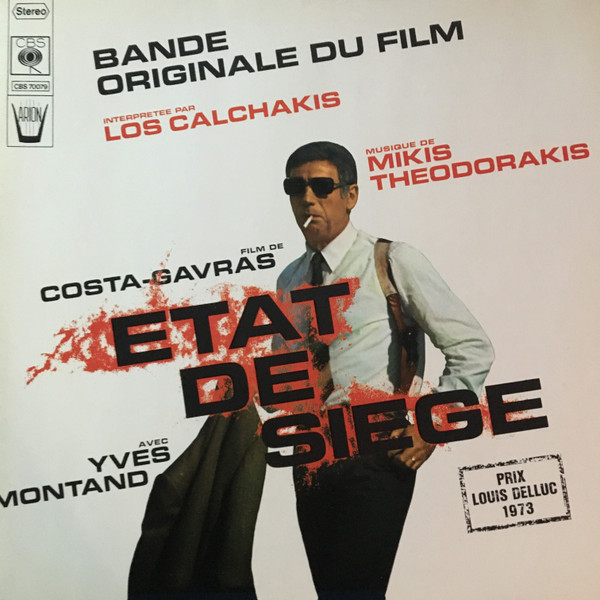 Stereo
CBS
CBS 70079
ARION
BANDE
ORIGINALE DU FILM
INTERPRETEE PAR
LOS CALCHAKIS
MUSIQUE DE
MIKIS
THEODORAKIS
FILM DE
COSTA-GAVRAS
ETAT
DE
SIEGE
AVEC
YVES
MONTAND
PRIX
LOUIS DELLUC
1973